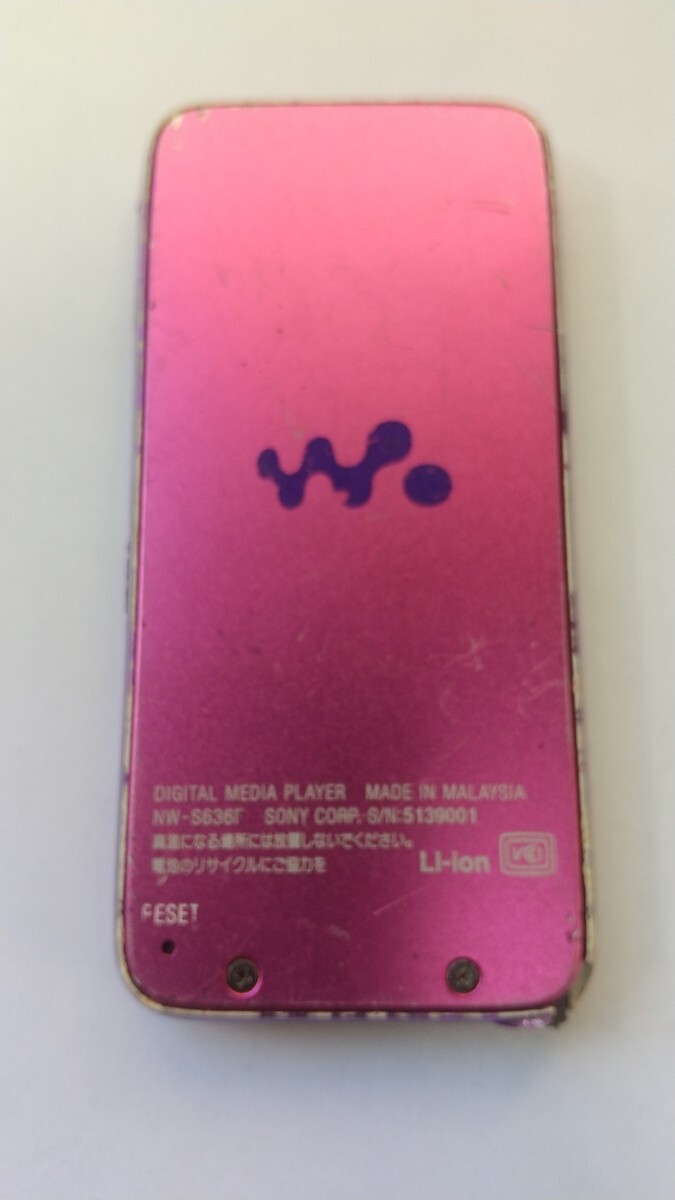 DIGITAL MEDIA PLAYER MADE IN MALAYSIA
NW-S636F SONY CORP. S/N:5139001
高温になる場所には放置しないでください。
電池のリサイクルにご協力を
Li-ion
VCI
RESET